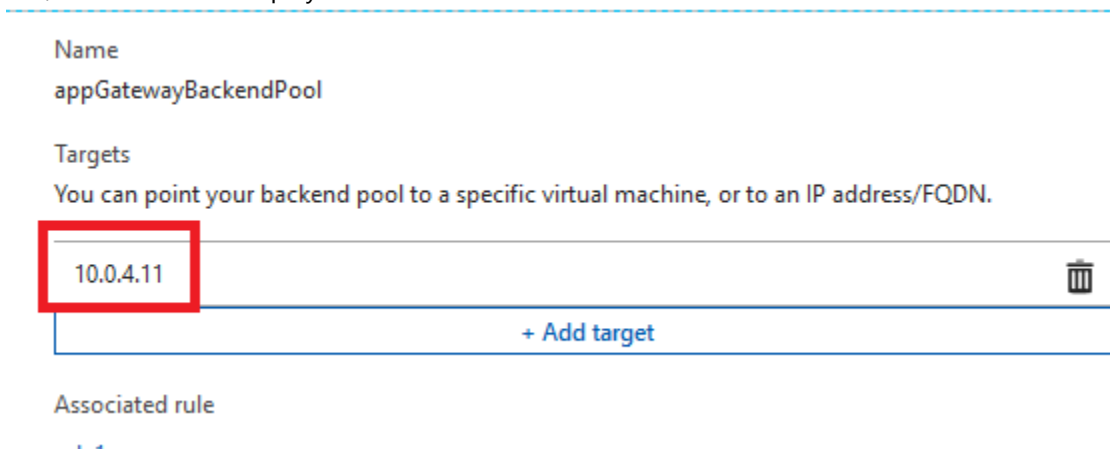 Name
appGatewayBackendPool
Targets
You can point your backend pool to a specific virtual machine, or to an IP address/FQDN.
10.0.4.11
+ Add target
Associated rule